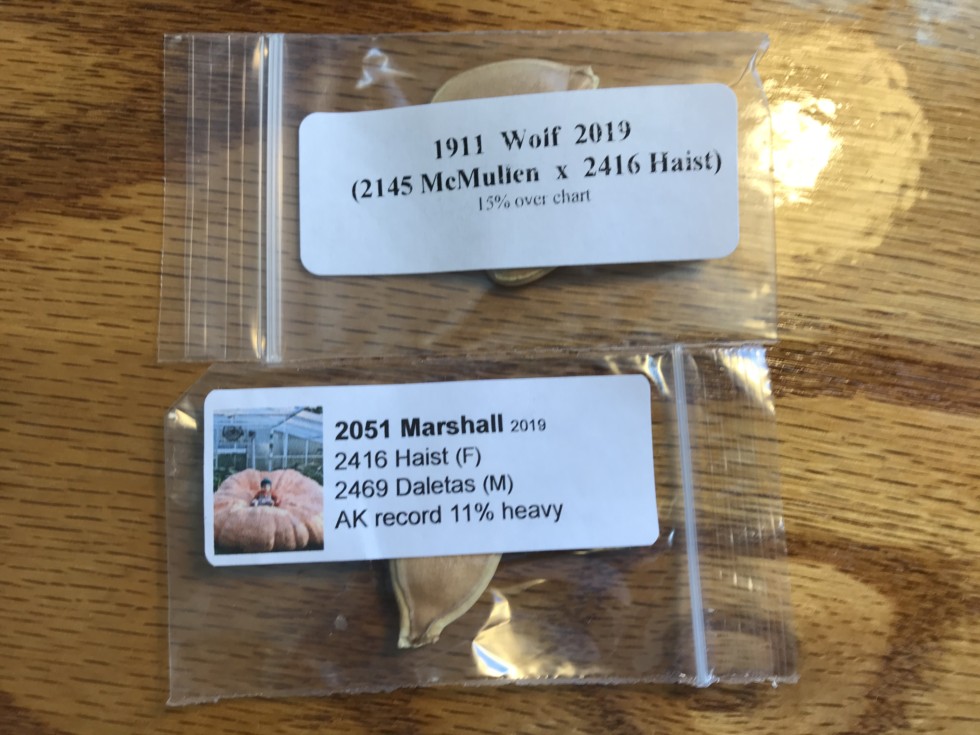 1911 Wolf 2019
(2145 McMullen x 2416 Haist)
15% over chart
2051 Marshall 2019
2416 Haist (F)
2469 Daletas (M)
AK record 11% heavy